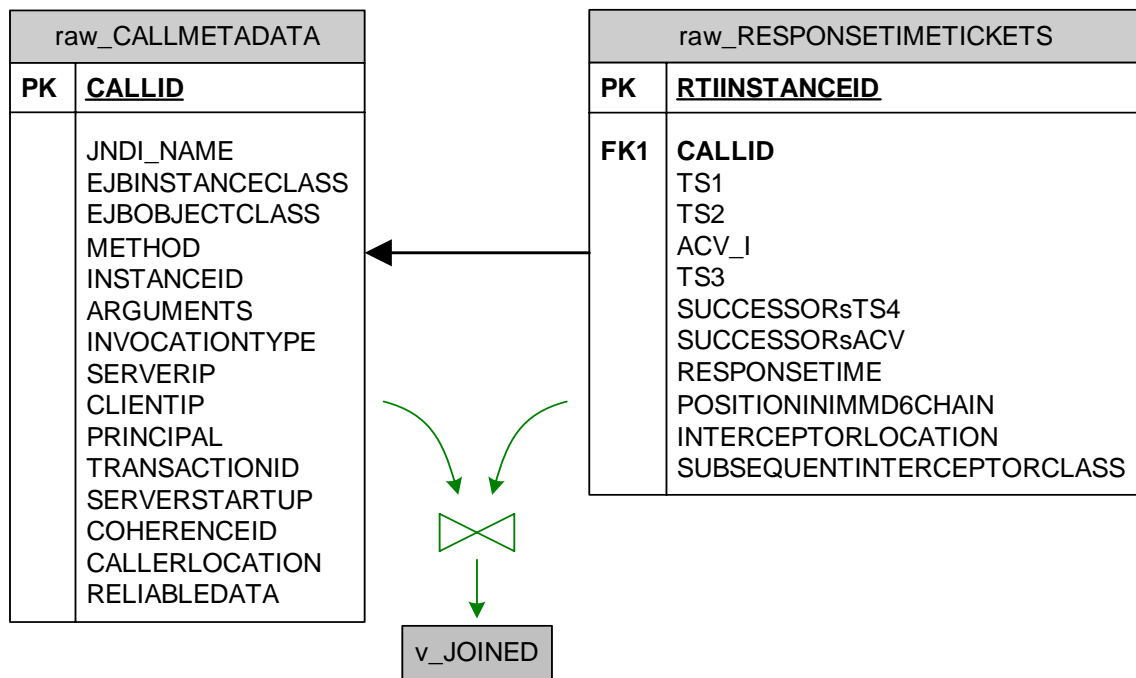 raw_CALLMETADATA
PK CALLID
JNDI_NAME
EJBINSTANCECLASS
EJBOBJECTCLASS
METHOD
INSTANCEID
ARGUMENTS
INVOCATIONTYPE
SERVERIP
CLIENTIP
PRINCIPAL
TRANSACTIONID
SERVERSTARTUP
COHERENCEID
CALLERLOCATION
RELIABLEDATA
raw_RESPONSETIMETICKETS
PK RTIINSTANCEID
FK1 CALLID
TS1
TS2
ACV_I
TS3
SUCCESSORsTS4
SUCCESSORsACV
RESPONSETIME
POSITIONINIMMD6CHAIN
INTERCEPTORLOCATION
SUBSEQUENTINTERCEPTORCLASS
v_JOINED